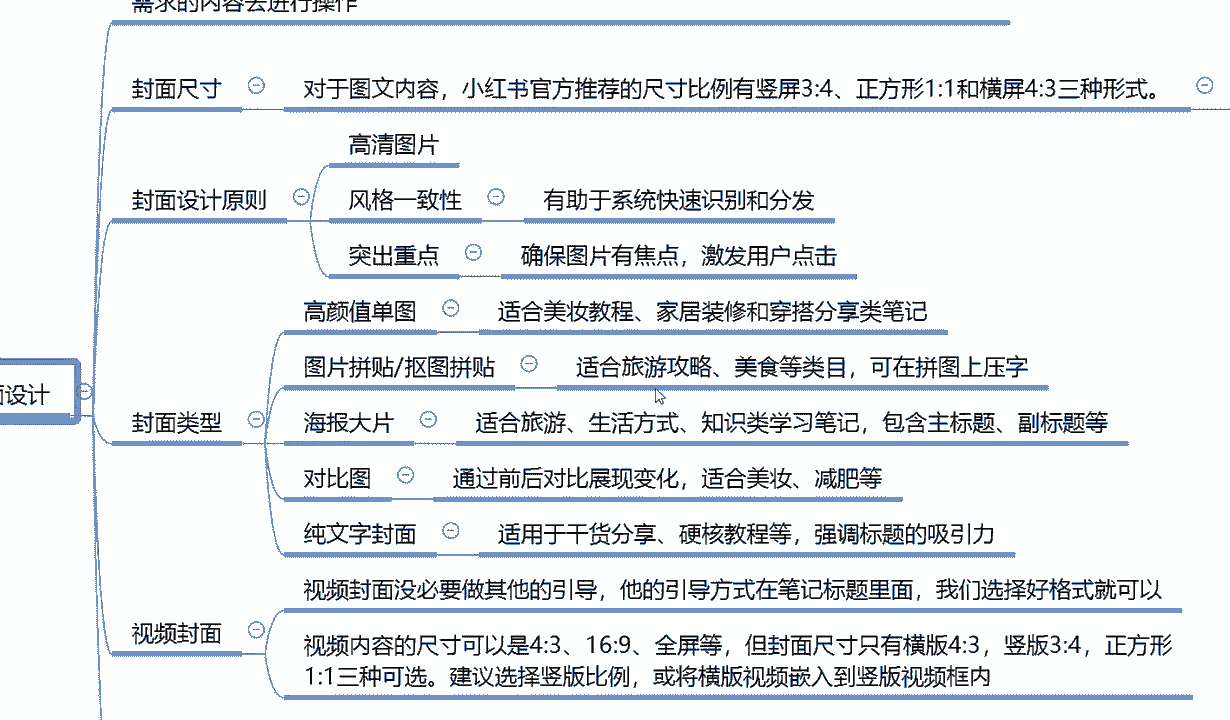 需求的内容去进行操作
封面尺寸
对于图文内容，小红书官方推荐的尺寸比例有竖屏3:4、正方形1:1和横屏4:3三种形式。
封面设计原则
高清图片
风格一致性
有助于系统快速识别和分发
突出重点
确保图片有焦点，激发用户点击
面设计
封面类型
高颜值单图
适合美妆教程、家居装修和穿搭分享类笔记
图片拼贴/抠图拼贴
适合旅游攻略、美食等类目，可在拼图上压字
海报大片
适合旅游、生活方式、知识类学习笔记，包含主标题、副标题等
对比图
通过前后对比展现变化，适合美妆、减肥等
纯文字封面
适用于干货分享、硬核教程等，强调标题的吸引力
视频封面
视频封面没必要做其他的引导，他的引导方式在笔记标题里面，我们选择好格式就可以
视频内容的尺寸可以是4:3、16:9、全屏等，但封面尺寸只有横版4:3，竖版3:4，正方形
1:1三种可选。建议选择竖版比例，或将横版视频嵌入到竖版视频框内